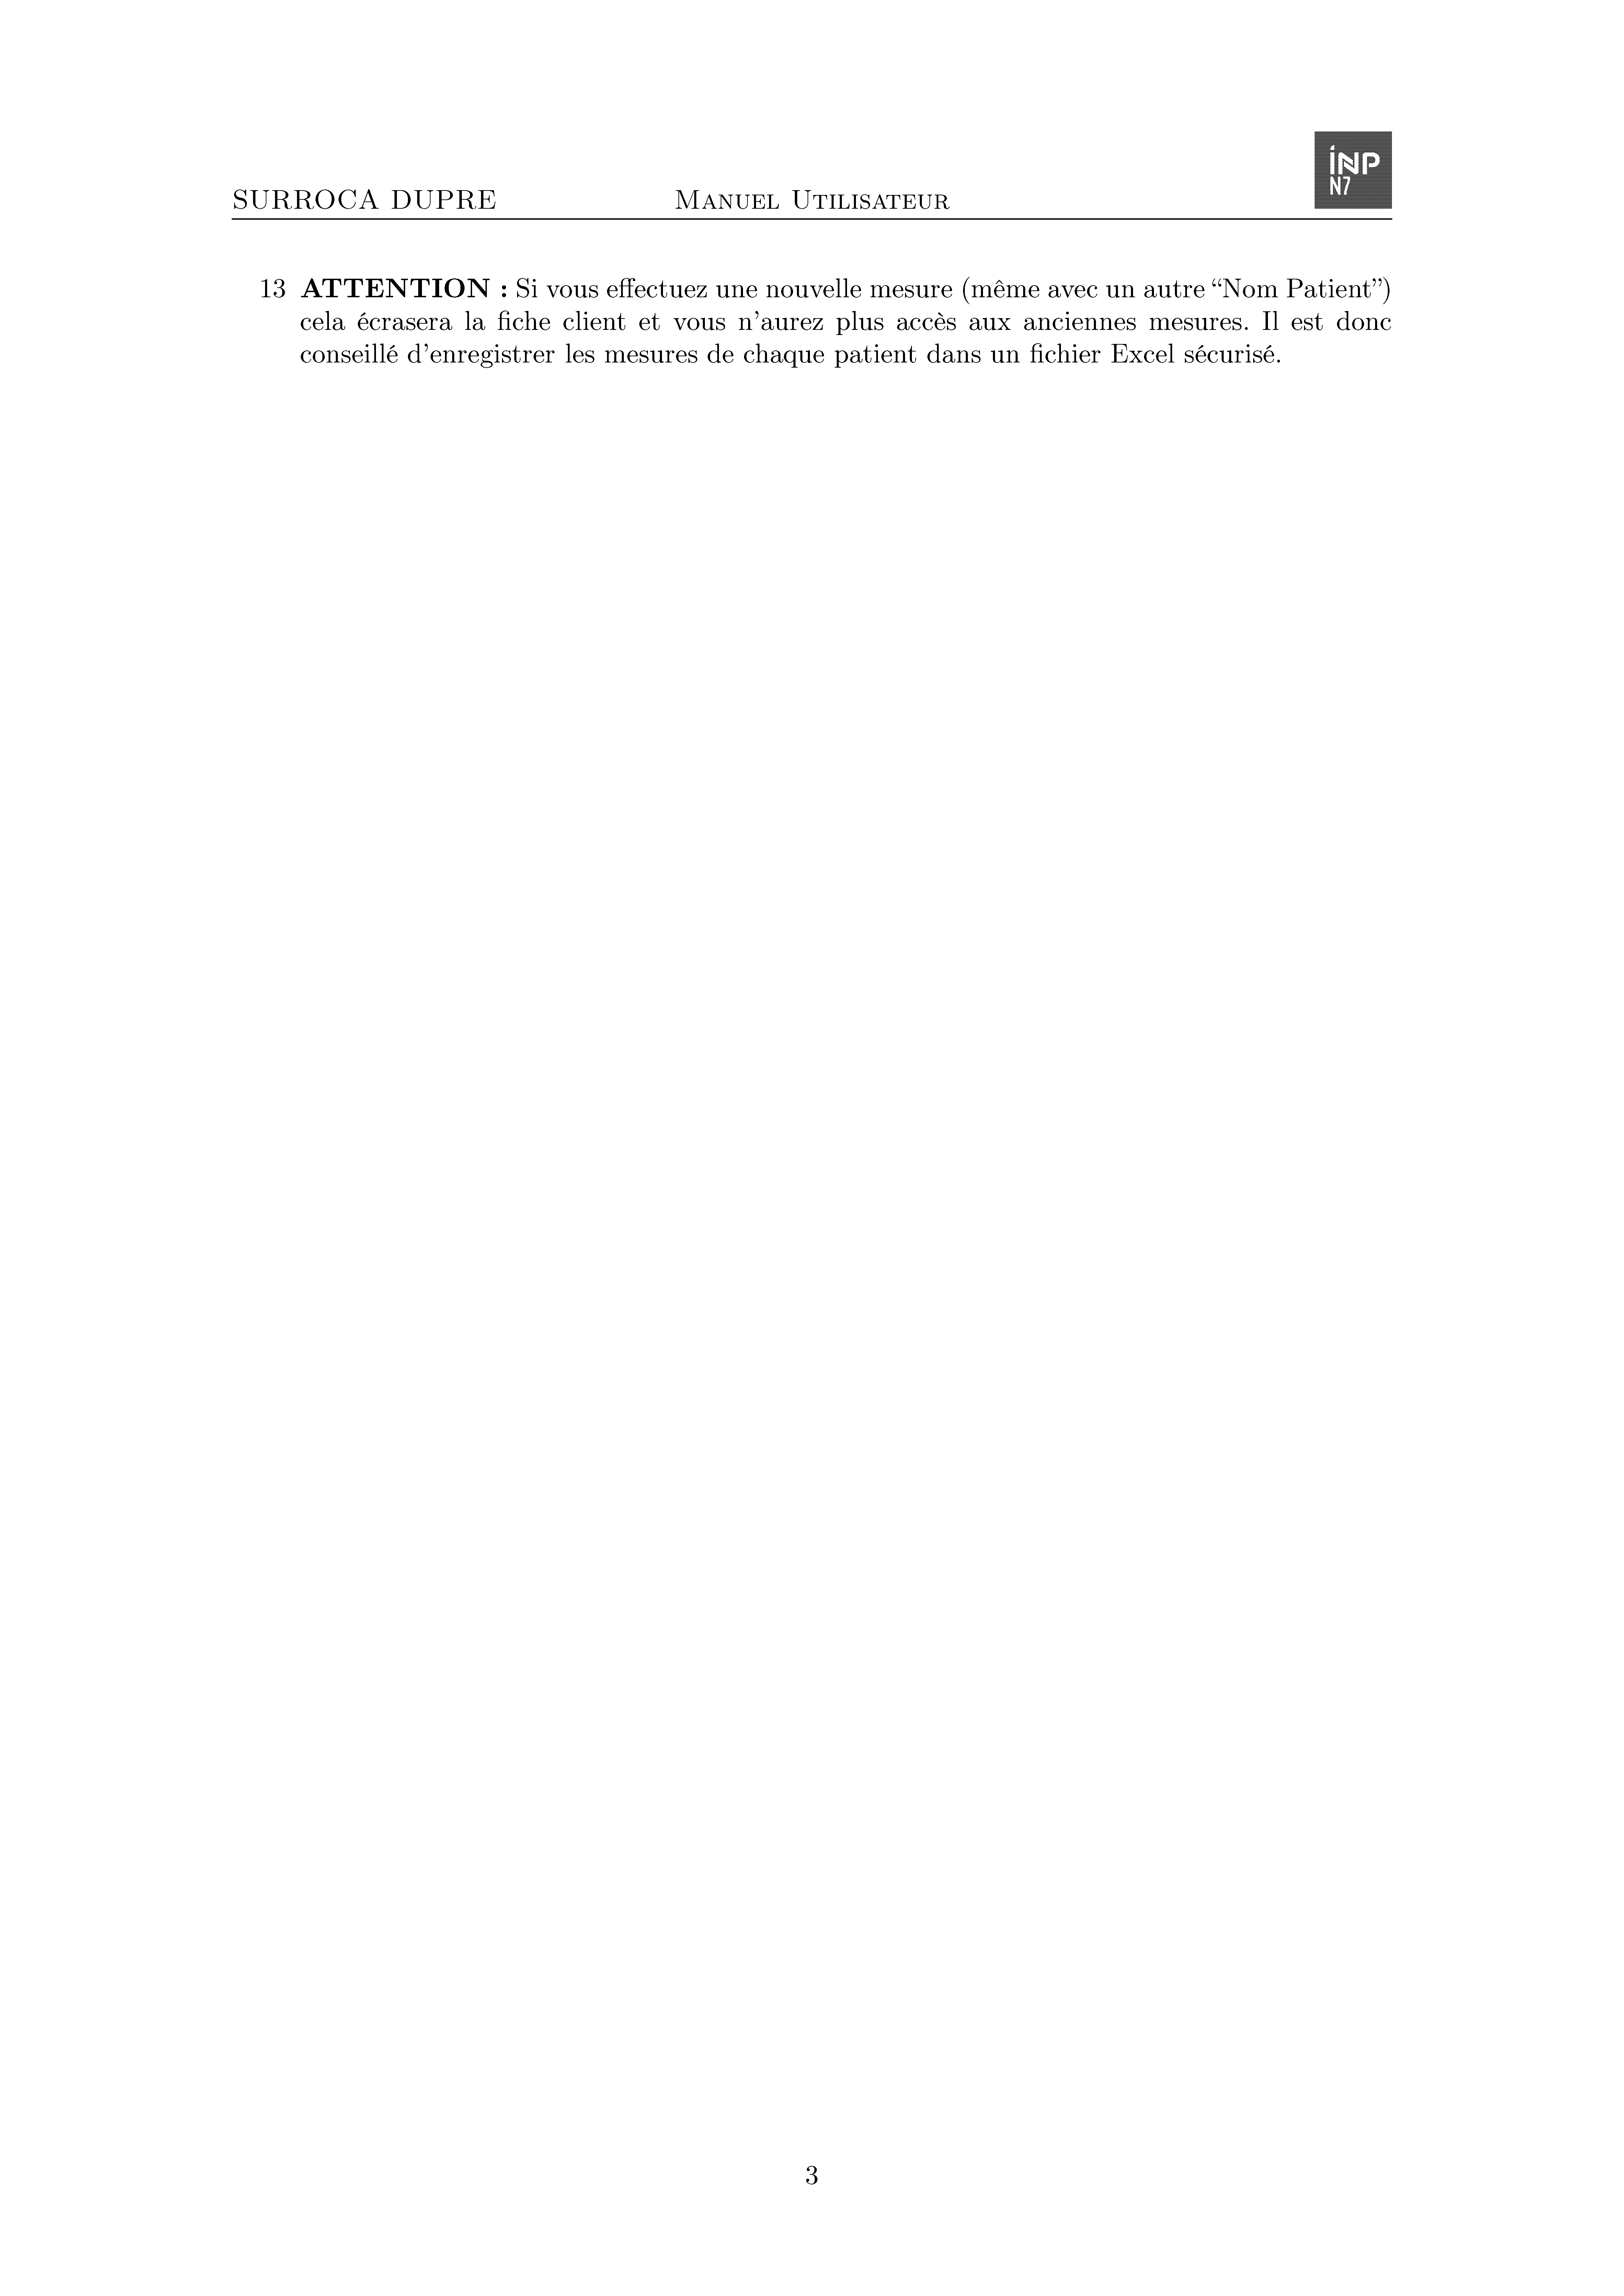 SURROCA DUPRE
Manuel Utilisateur
iNP
N7
13 ATTENTION : Si vous effectuez une nouvelle mesure (même avec un autre “Nom Patient”)
cela écrasera la fiche client et vous n’aurez plus accès aux anciennes mesures. Il est donc
conseillé d’enregistrer les mesures de chaque patient dans un fichier Excel sécurisé.
3